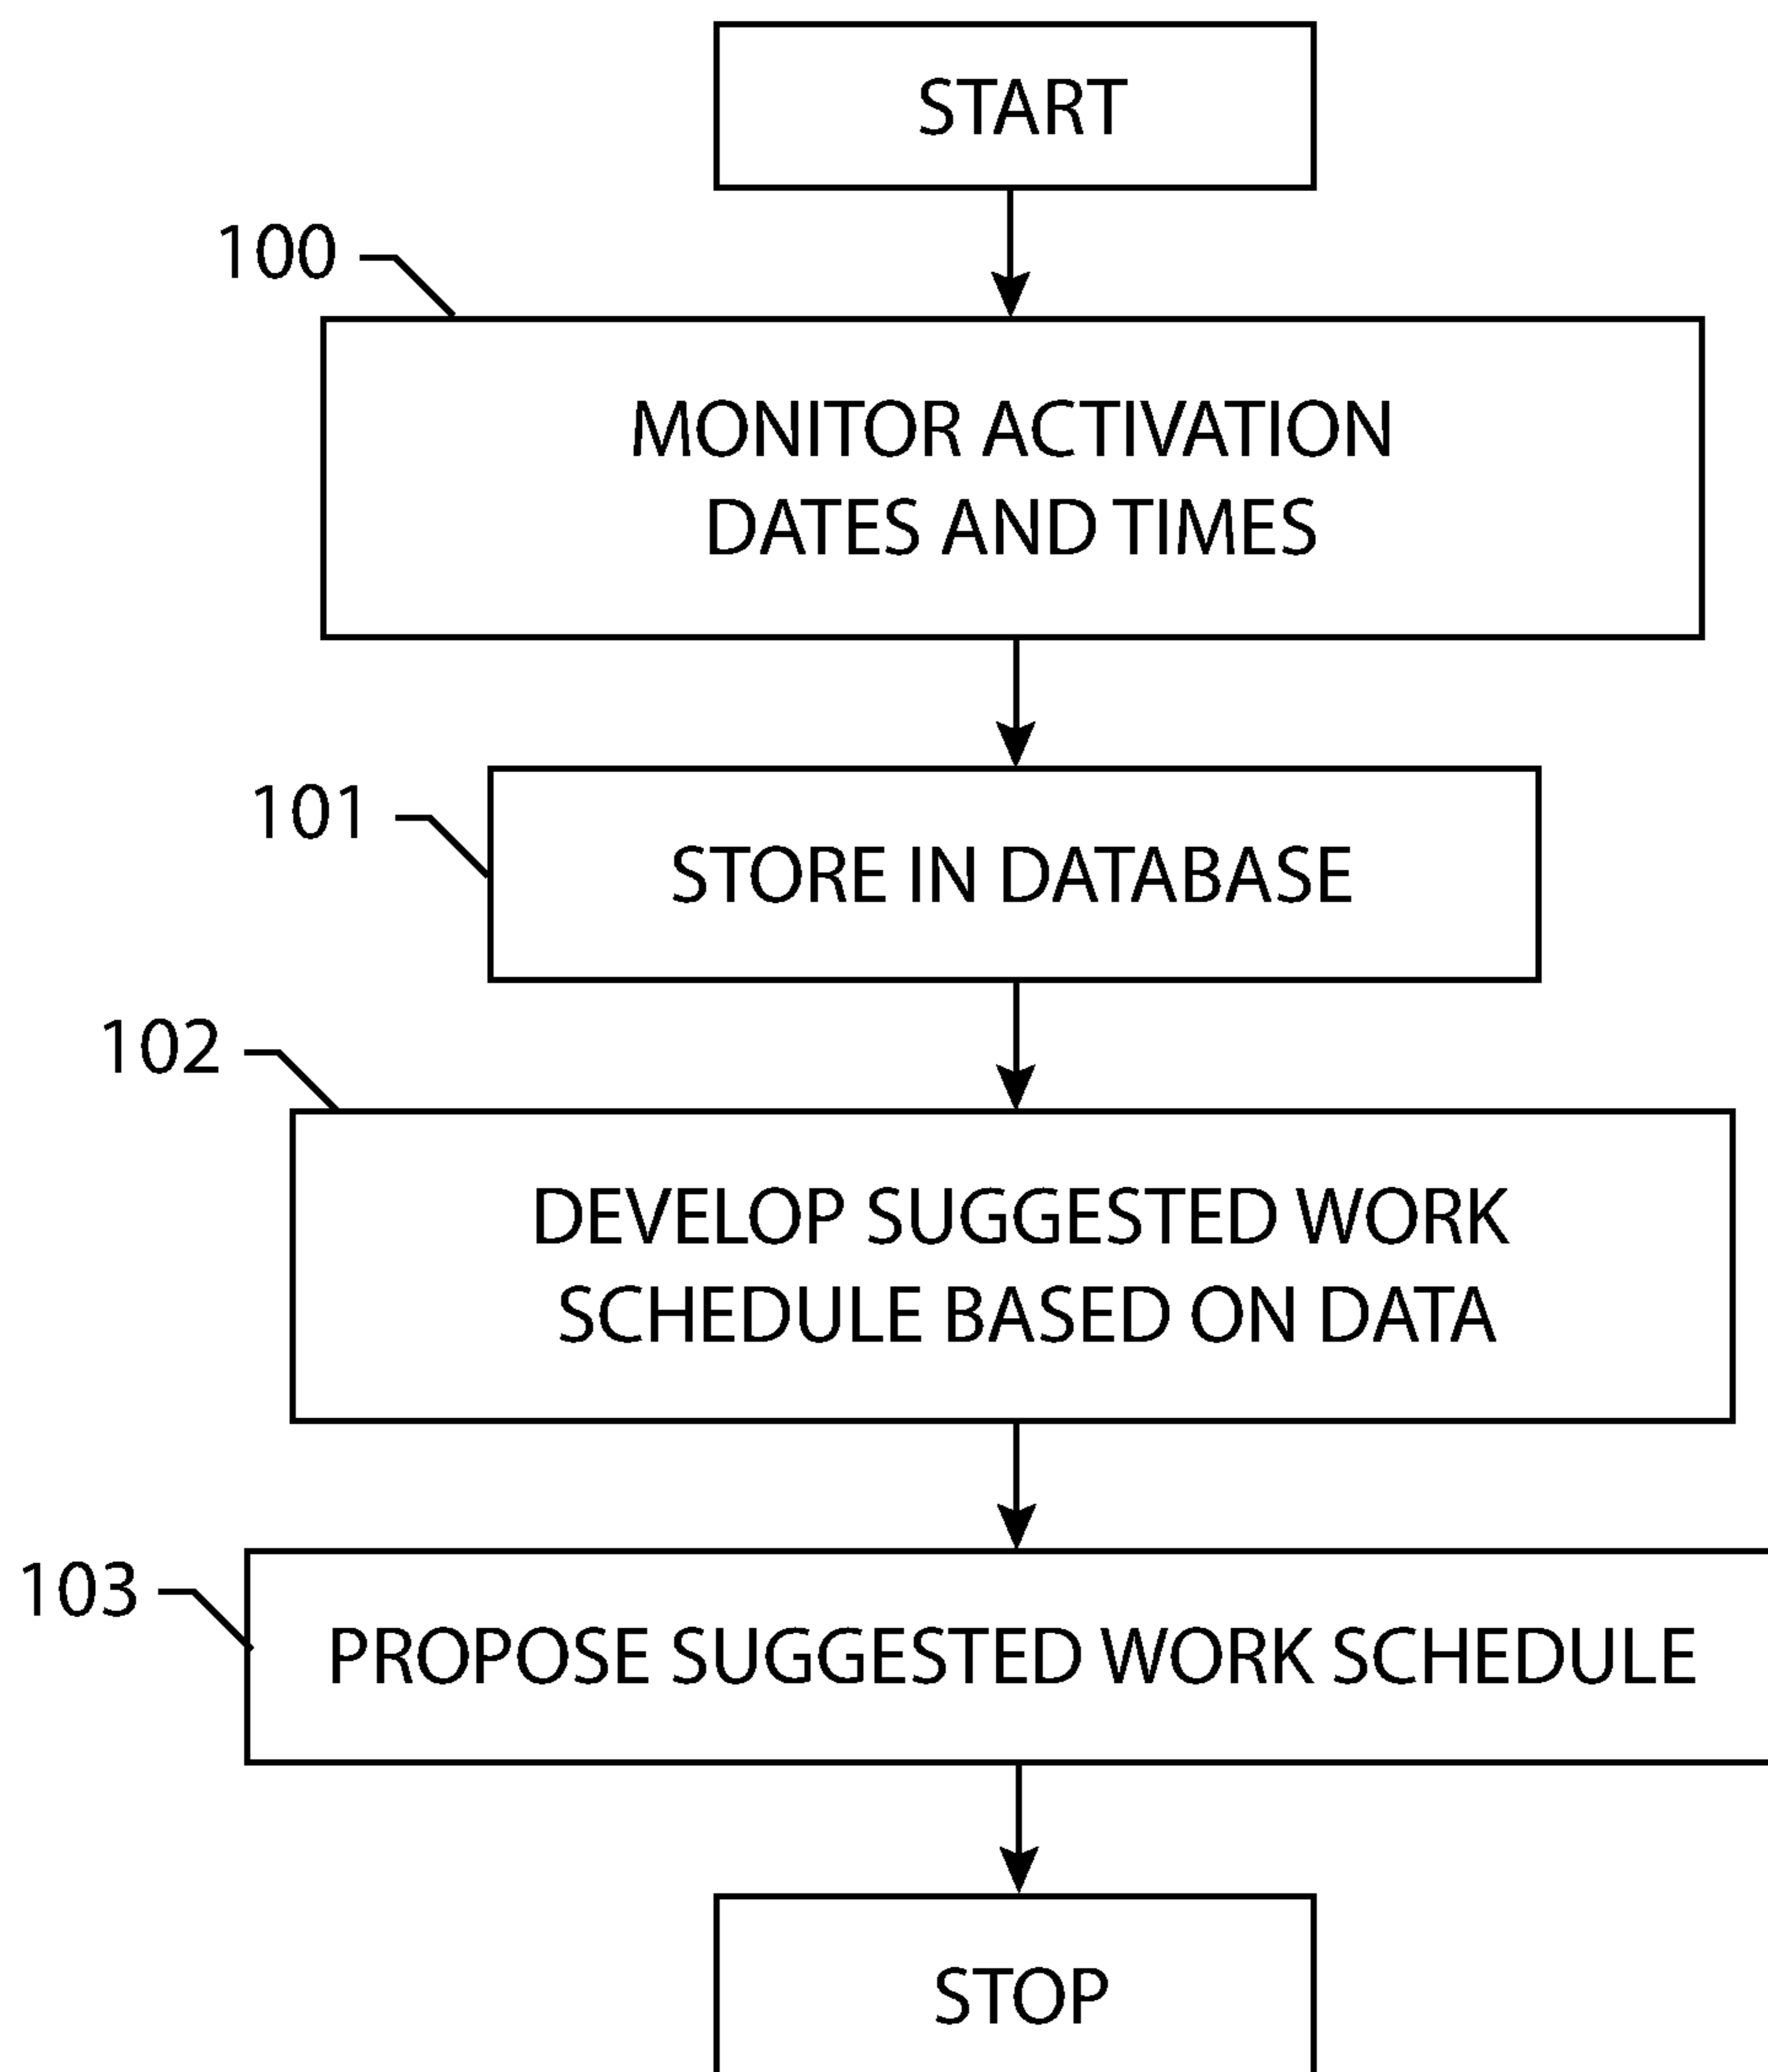 START
100
MONITOR ACTIVATION
DATES AND TIMES
101
STORE IN DATABASE
102
DEVELOP SUGGESTED WORK
SCHEDULE BASED ON DATA
103
PROPOSE SUGGESTED WORK SCHEDULE
STOP